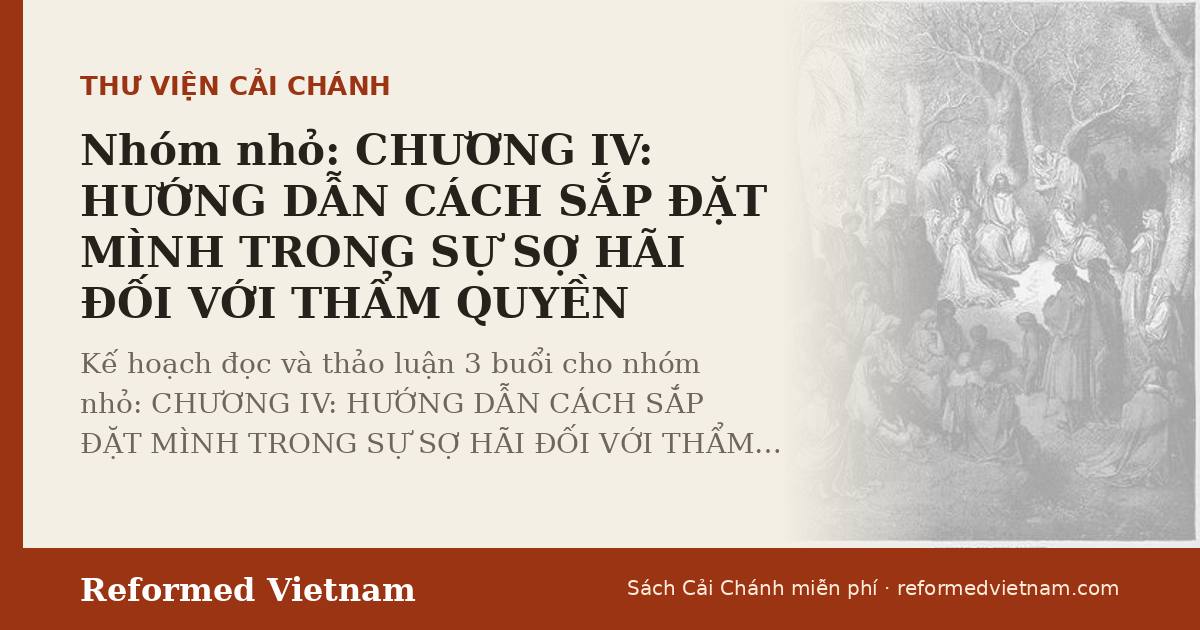 THƯ VIỆN CẢI CHÁNH
Nhóm nhỏ: CHƯƠNG IV:
HƯỚNG DẪN CÁCH SẮP ĐẶT
MÌNH TRONG SỰ SỢ HÃI
ĐỐI VỚI THẨM QUYỀN
Kế hoạch đọc và thảo luận 3 buổi cho nhóm
nhỏ: CHƯƠNG IV: HƯỚNG DẪN CÁCH SẮP
ĐẶT MÌNH TRONG SỰ SỢ HÃI ĐỐI VỚI THẨM...
Reformed Vietnam
Sách Cải Chánh miễn phí · reformedvietnam.com